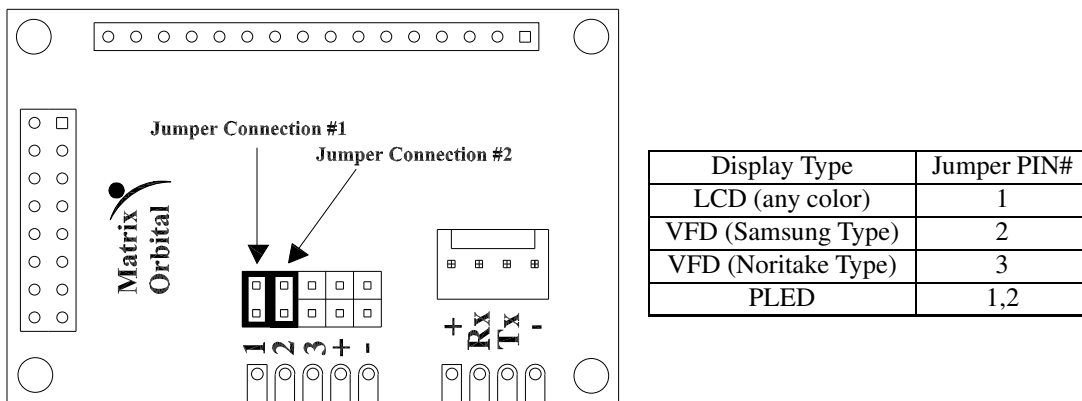 Jumper Connection #1
Jumper Connection #2
Matrix
Orbital
1 2 3 + -
+ Rx Tx -
Display Type Jumper PIN#
LCD (any color) 1
VFD (Samsung Type) 2
VFD (Noritake Type) 3
PLED 1,2